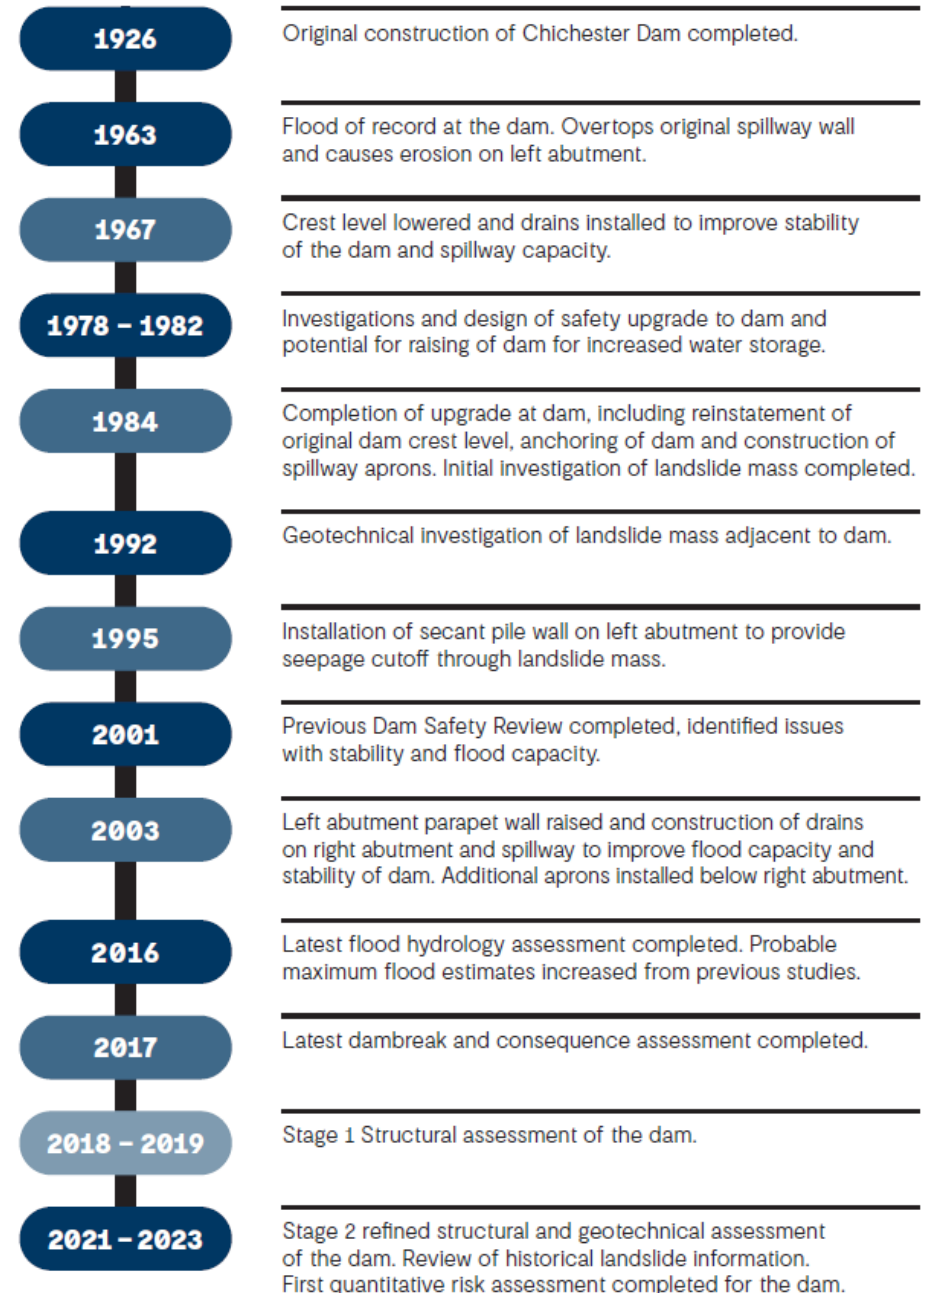 1926
Original construction of Chichester Dam completed.
1963
Flood of record at the dam. Overtops original spillway wall
and causes erosion on left abutment.
1967
Crest level lowered and drains installed to improve stability
of the dam and spillway capacity.
1978 – 1982
Investigations and design of safety upgrade to dam and
potential for raising of dam for increased water storage.
1984
Completion of upgrade at dam, including reinstatement of
original dam crest level, anchoring of dam and construction of
spillway aprons. Initial investigation of landslide mass completed.
1992
Geotechnical investigation of landslide mass adjacent to dam.
1995
Installation of secant pile wall on left abutment to provide
seepage cutoff through landslide mass.
2001
Previous Dam Safety Review completed, identified issues
with stability and flood capacity.
2003
Left abutment parapet wall raised and construction of drains
on right abutment and spillway to improve flood capacity and
stability of dam. Additional aprons installed below right abutment.
2016
Latest flood hydrology assessment completed. Probable
maximum flood estimates increased from previous studies.
2017
Latest dambreak and consequence assessment completed.
2018 – 2019
Stage 1 Structural assessment of the dam.
2021 – 2023
Stage 2 refined structural and geotechnical assessment
of the dam. Review of historical landslide information.
First quantitative risk assessment completed for the dam.